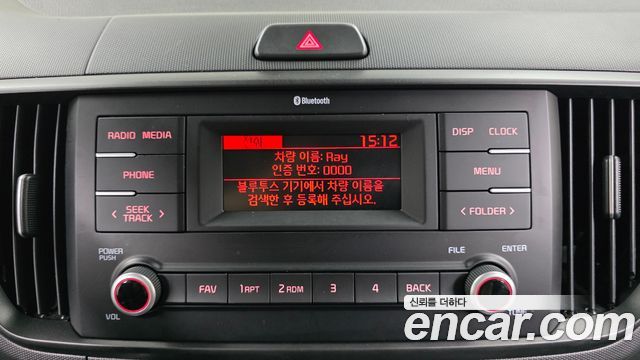 Bluetooth
RADIO MEDIA
DISP CLOCK
15:12
차량 이름: Ray
인증 번호: 0000
블루투스 기기에서 차량 이름을
검색한 후 등록해 주십시오.
PHONE
MENU
< SEEK TRACK >
< FOLDER >
POWER PUSH
FILE
ENTER
FAV
1 RPT
2 RDM
3
4
BACK
VOL
TUNE
신뢰를 더하다
encar.com